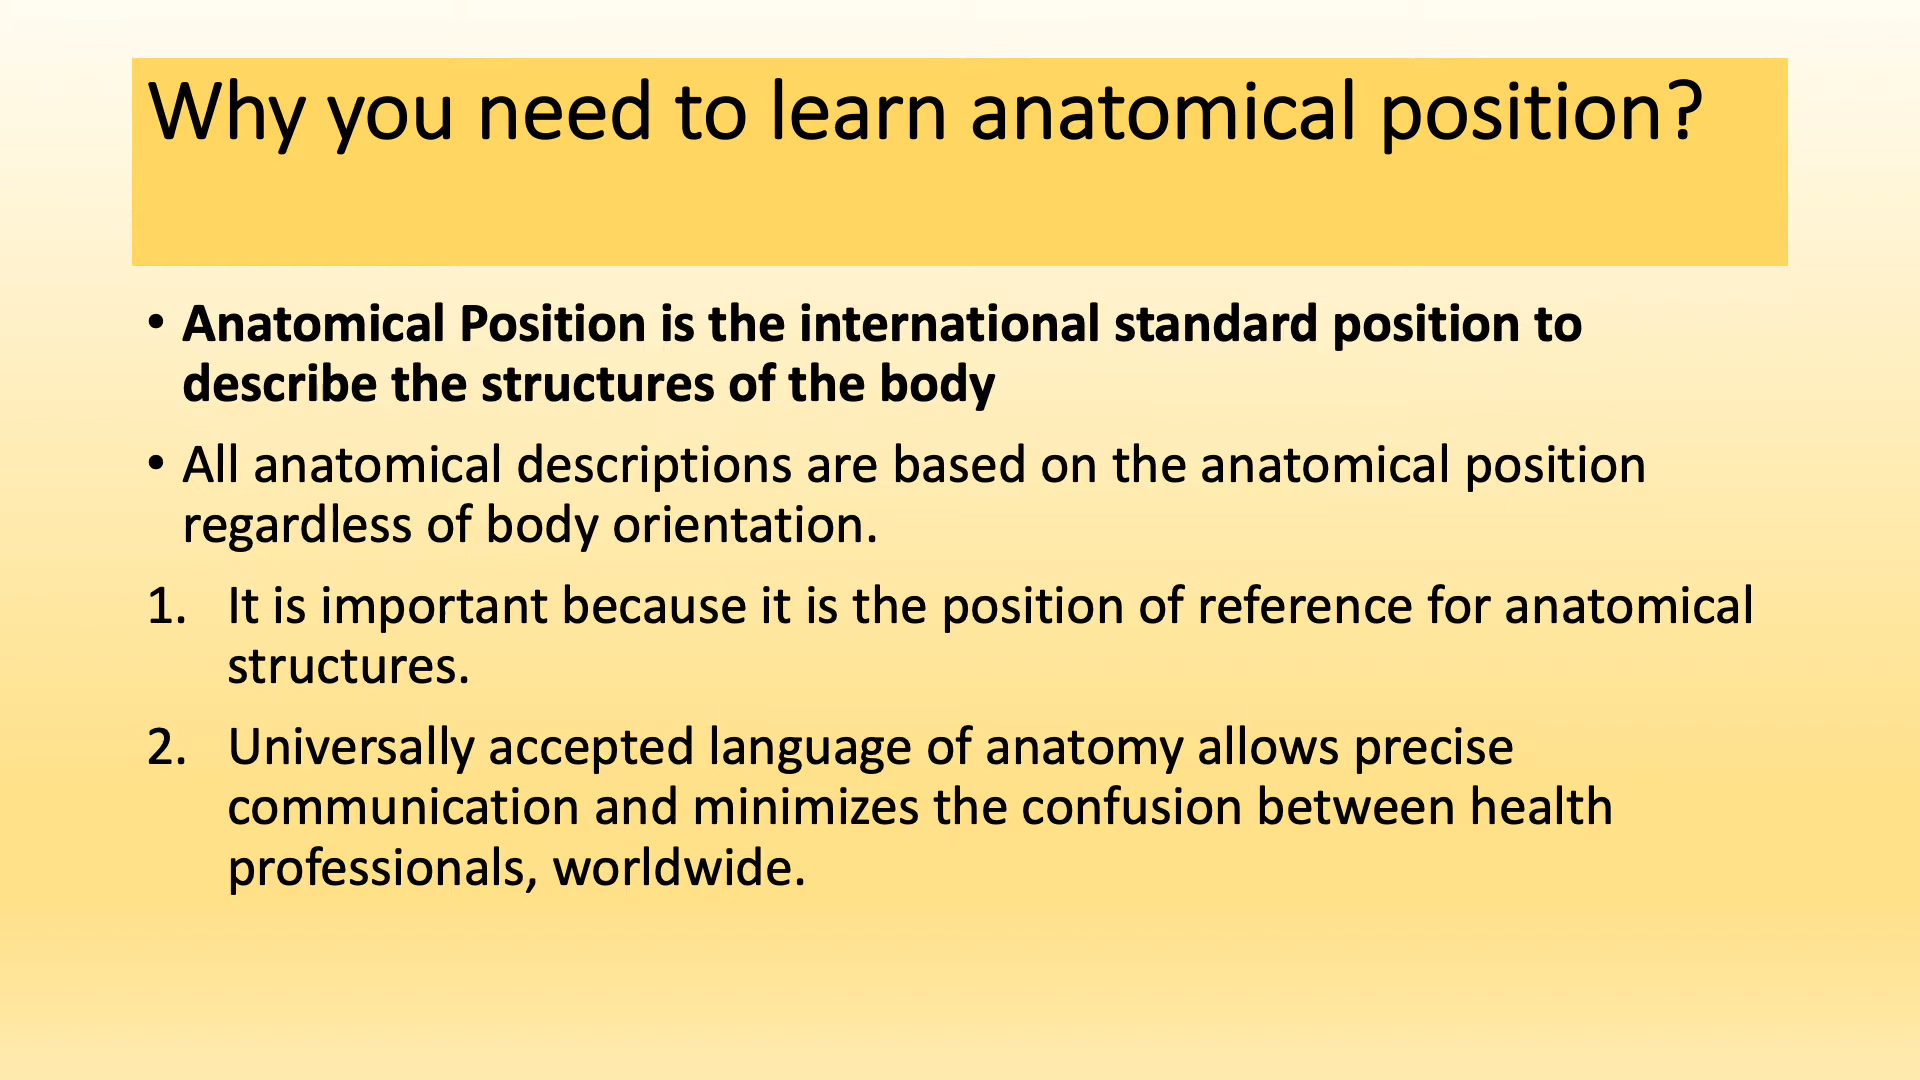 Why you need to learn anatomical position?
• Anatomical Position is the international standard position to
describe the structures of the body
• All anatomical descriptions are based on the anatomical position
regardless of body orientation.
1. It is important because it is the position of reference for anatomical
structures.
2. Universally accepted language of anatomy allows precise
communication and minimizes the confusion between health
professionals, worldwide.